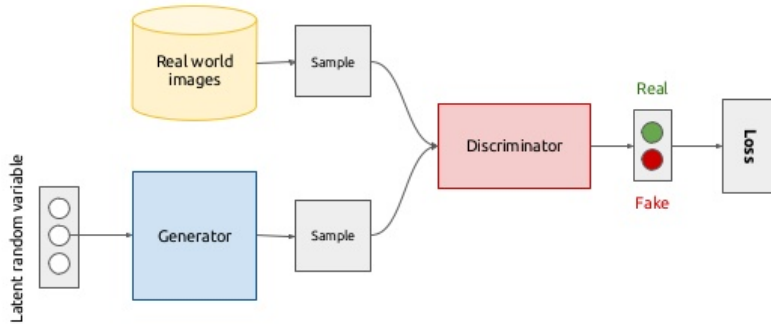 Real world
images
Sample
Real
Discriminator
Loss
Fake
Latent random variable
Generator
Sample